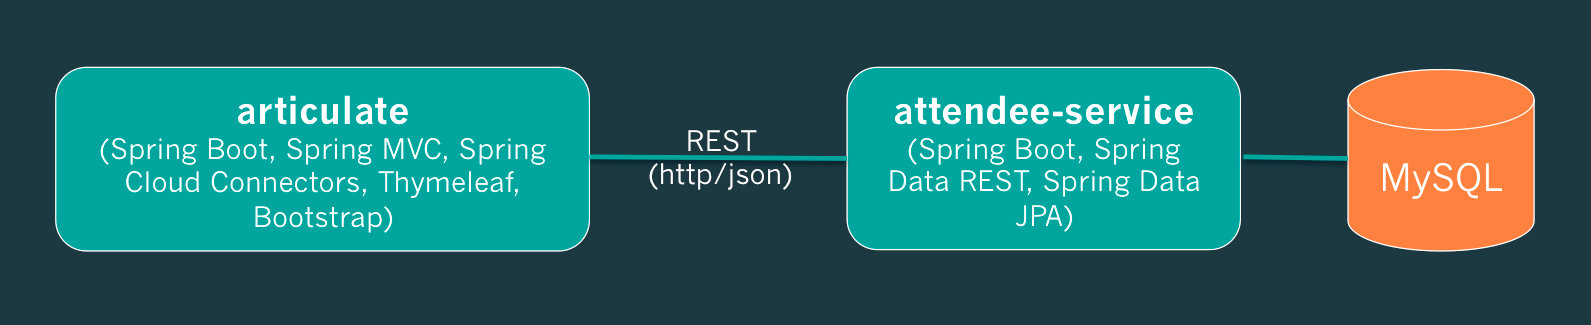 articulate
(Spring Boot, Spring MVC, Spring
Cloud Connectors, Thymeleaf,
Bootstrap)
REST
(http/json)
attendee-service
(Spring Boot, Spring
Data REST, Spring Data
JPA)
MySQL